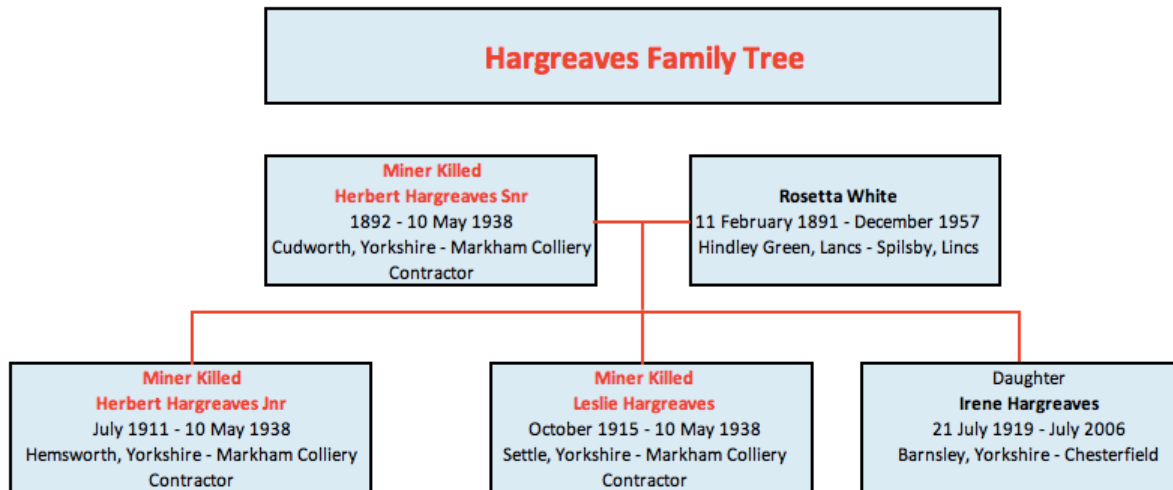 Hargreaves Family Tree
Miner Killed
Herbert Hargreaves Snr
1892 - 10 May 1938
Cudworth, Yorkshire - Markham Colliery
Contractor
Rosetta White
11 February 1891 - December 1957
Hindley Green, Lancs - Spilsby, Lincs
Miner Killed
Herbert Hargreaves Jnr
July 1911 - 10 May 1938
Hemsworth, Yorkshire - Markham Colliery
Contractor
Miner Killed
Leslie Hargreaves
October 1915 - 10 May 1938
Settle, Yorkshire - Markham Colliery
Contractor
Daughter
Irene Hargreaves
21 July 1919 - July 2006
Barnsley, Yorkshire - Chesterfield